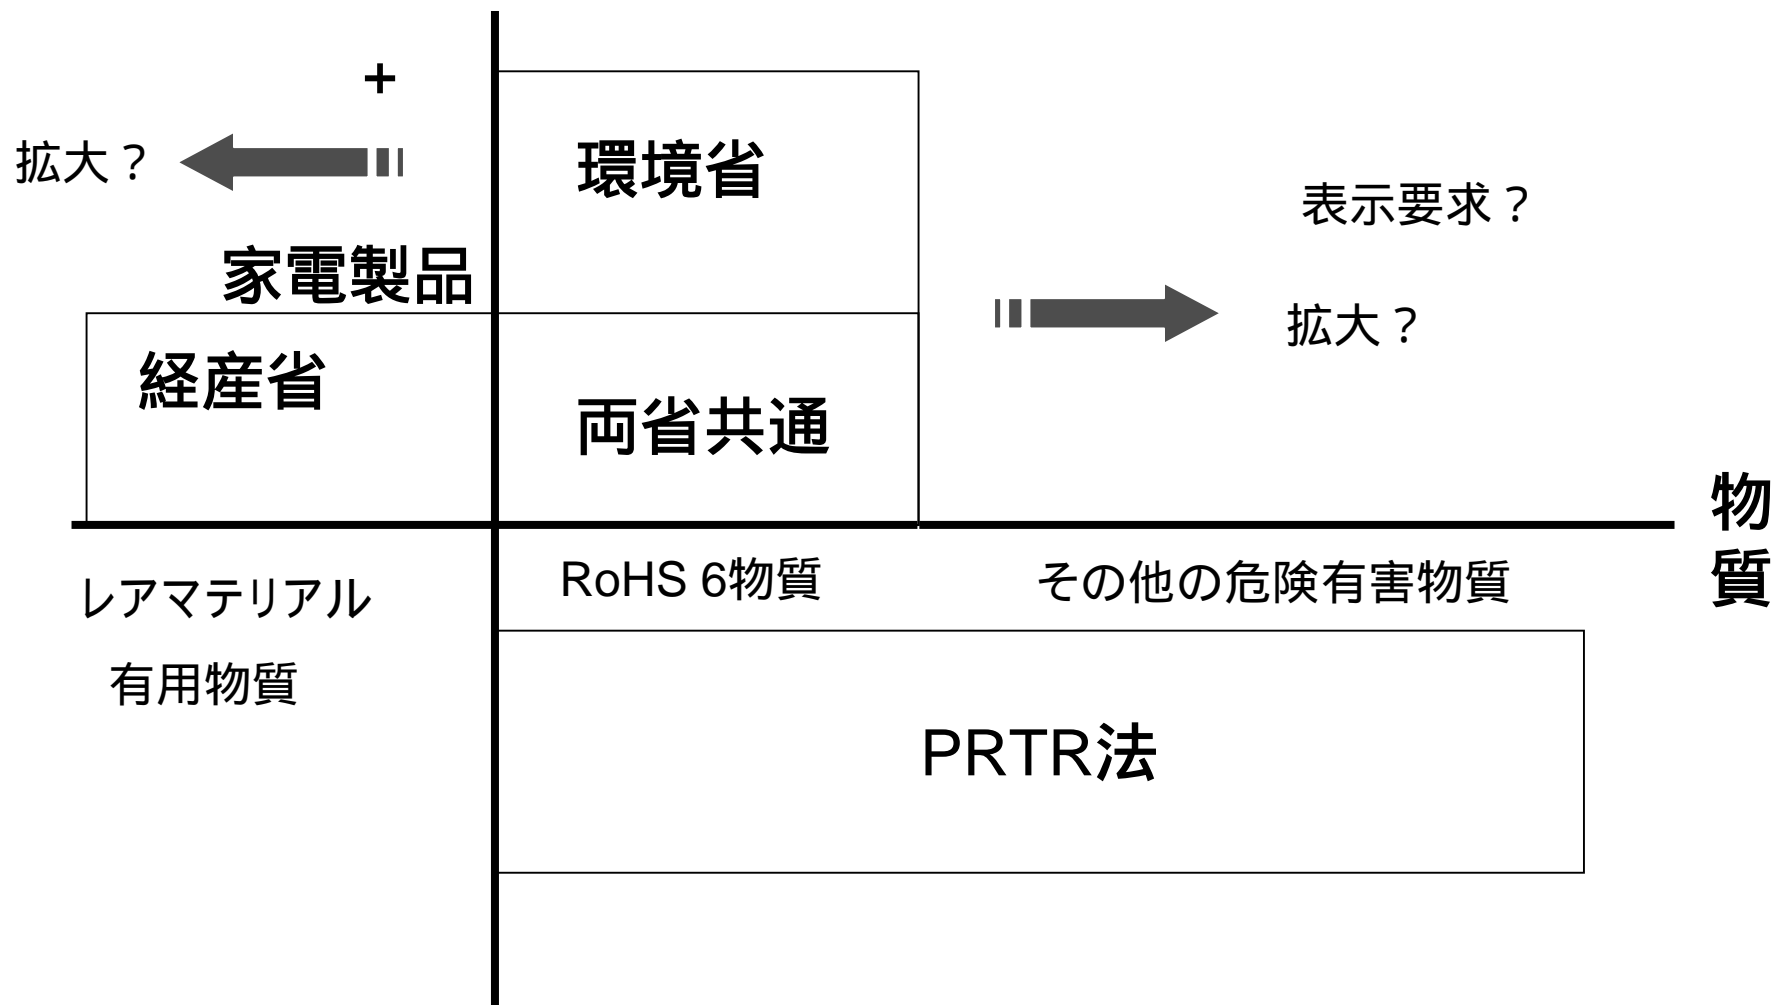 +
拡大？
環境省
表示要求？
家電製品
拡大？
経産省
両省共通
物
質
RoHS 6物質
その他の危険有害物質
レアマテリアル
有用物質
PRTR法